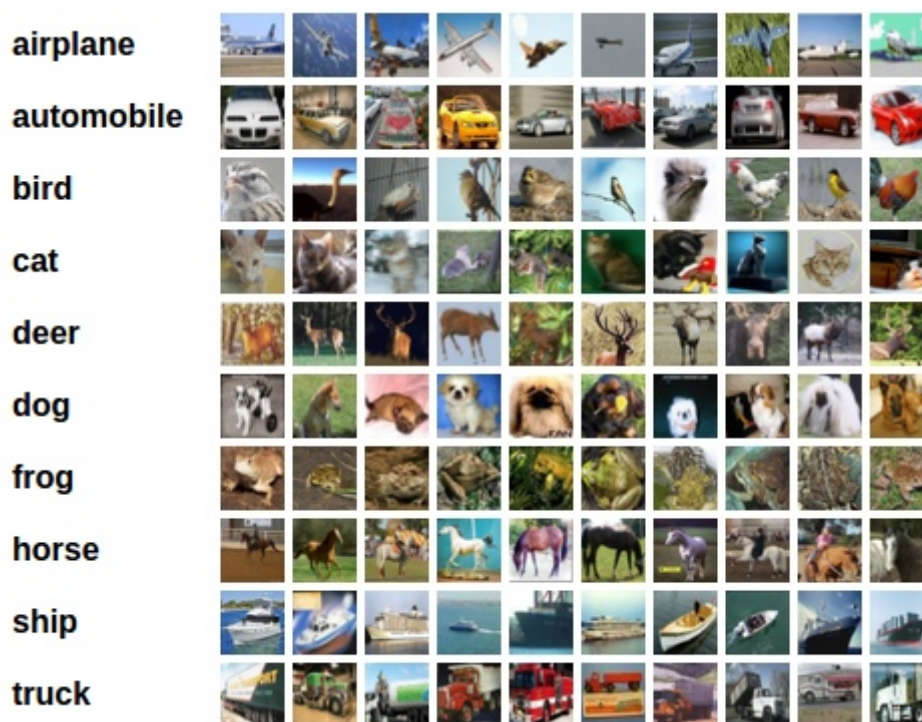 airplane
automobile
bird
cat
deer
dog
frog
horse
ship
truck